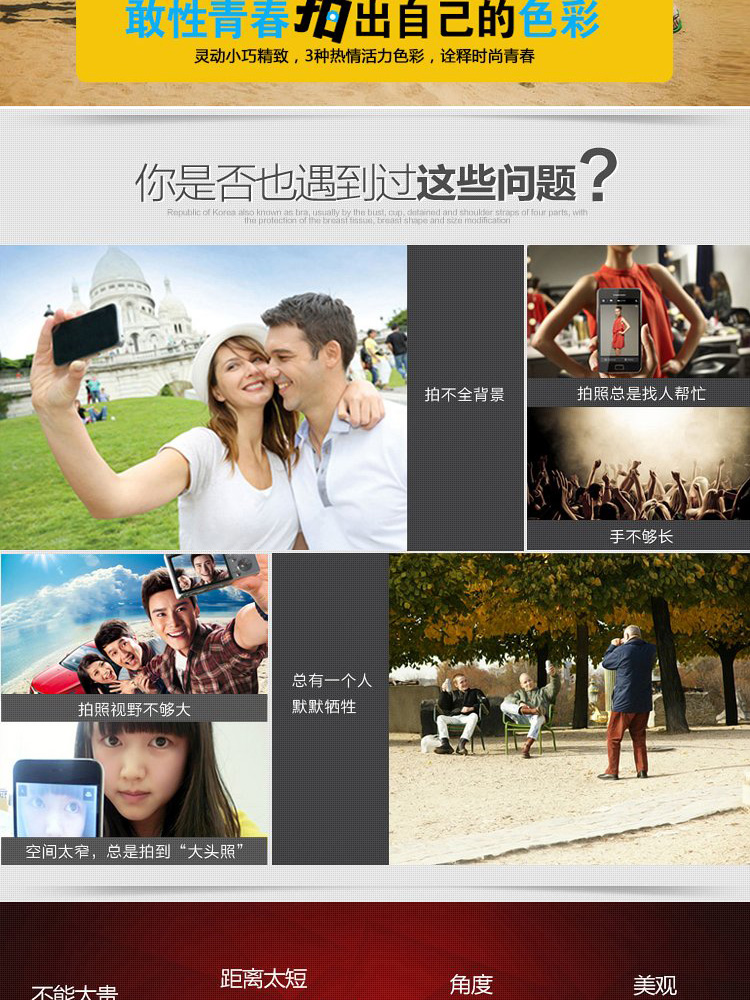 敢性青春拍出自己的色彩
灵动小巧精致，3种热情活力色彩，诠释时尚青春
你是否也遇到过这些问题？
Republic of Korea also known as bra, usually by the bust, cup, detained and shoulder straps of four parts, with
the protection of the breast tissue, breast shape and size modification
拍不全背景
拍照总是找人帮忙
手不够长
拍照视野不够大
总有一个人
默默牺牲
空间太窄，总是拍到“大头照”
距离太短
角度
美观
不能太贵